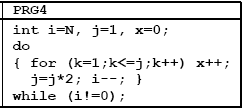 PRG4
int i=N, j=1, x=0;
do
{ for (k=1;k<=j;k++) x++;
j=j*2; i--; }
while (i!=0);